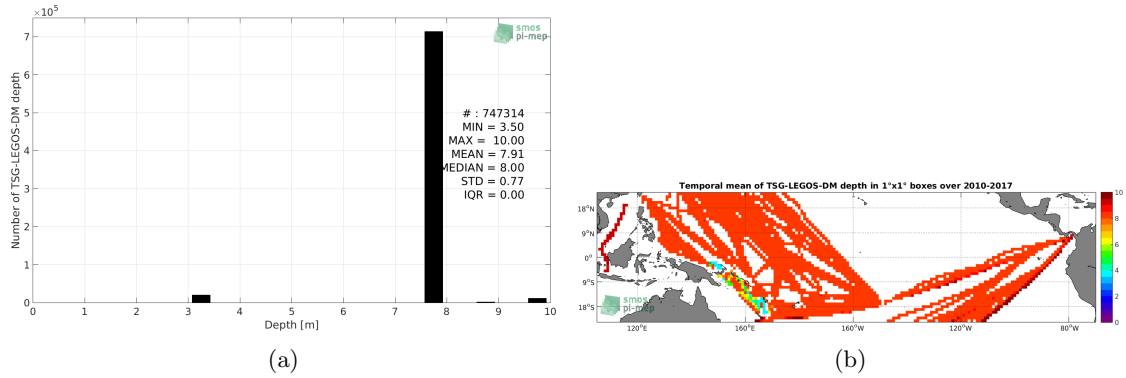 ×10⁵
7
6
5
4
3
2
1
0
Number of TSG-LEGOS-DM depth
smos
pi-mep
# : 747314
MIN = 3.50
MAX = 10.00
MEAN = 7.91
MEDIAN = 8.00
STD = 0.77
IQR = 0.00
0 1 2 3 4 5 6 7 8 9 10
Depth [m]
(a)
Temporal mean of TSG-LEGOS-DM depth in 1°x1° boxes over 2010-2017
18°N
9°N
0°
9°S
18°S
smos
pi-mep
120°E 160°E 160°W 120°W 80°W
10
8
6
4
2
0
(b)